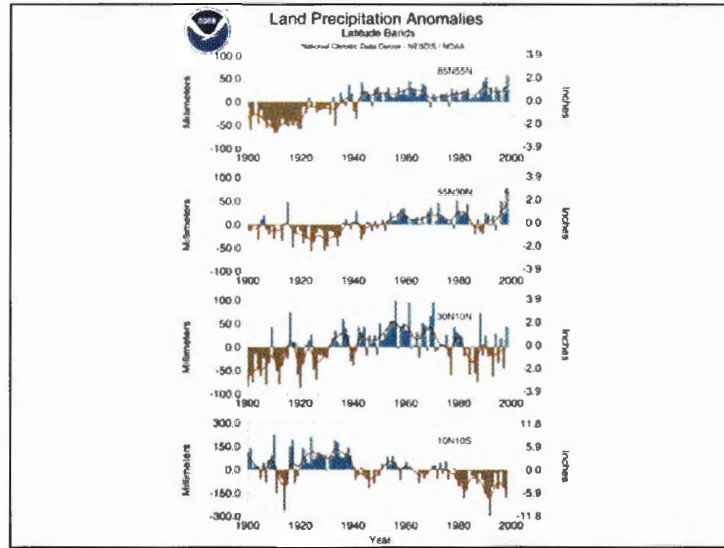 NOAA
Land Precipitation Anomalies
Latitude Bands
National Climatic Data Center - NESDIS / NOAA
100.0 3.9
85N55N
50.0 2.0
Millimeters 0.0 0.0 Inches
-50.0 -2.0
-100.0 -3.9
1900 1920 1940 1960 1980 2000
100.0 3.9
55N30N
50.0 2.0
Millimeters 0.0 0.0 Inches
-50.0 -2.0
-100.0 -3.9
1900 1920 1940 1960 1980 2000
100.0 3.9
30N10N
50.0 2.0
Millimeters 0.0 0.0 Inches
-50.0 -2.0
-100.0 -3.9
1900 1920 1940 1960 1980 2000
300.0 11.8
10N10S
150.0 5.9
Millimeters 0.0 0.0 Inches
-150.0 -5.9
-300.0 -11.8
1900 1920 1940 1960 1980 2000
Year